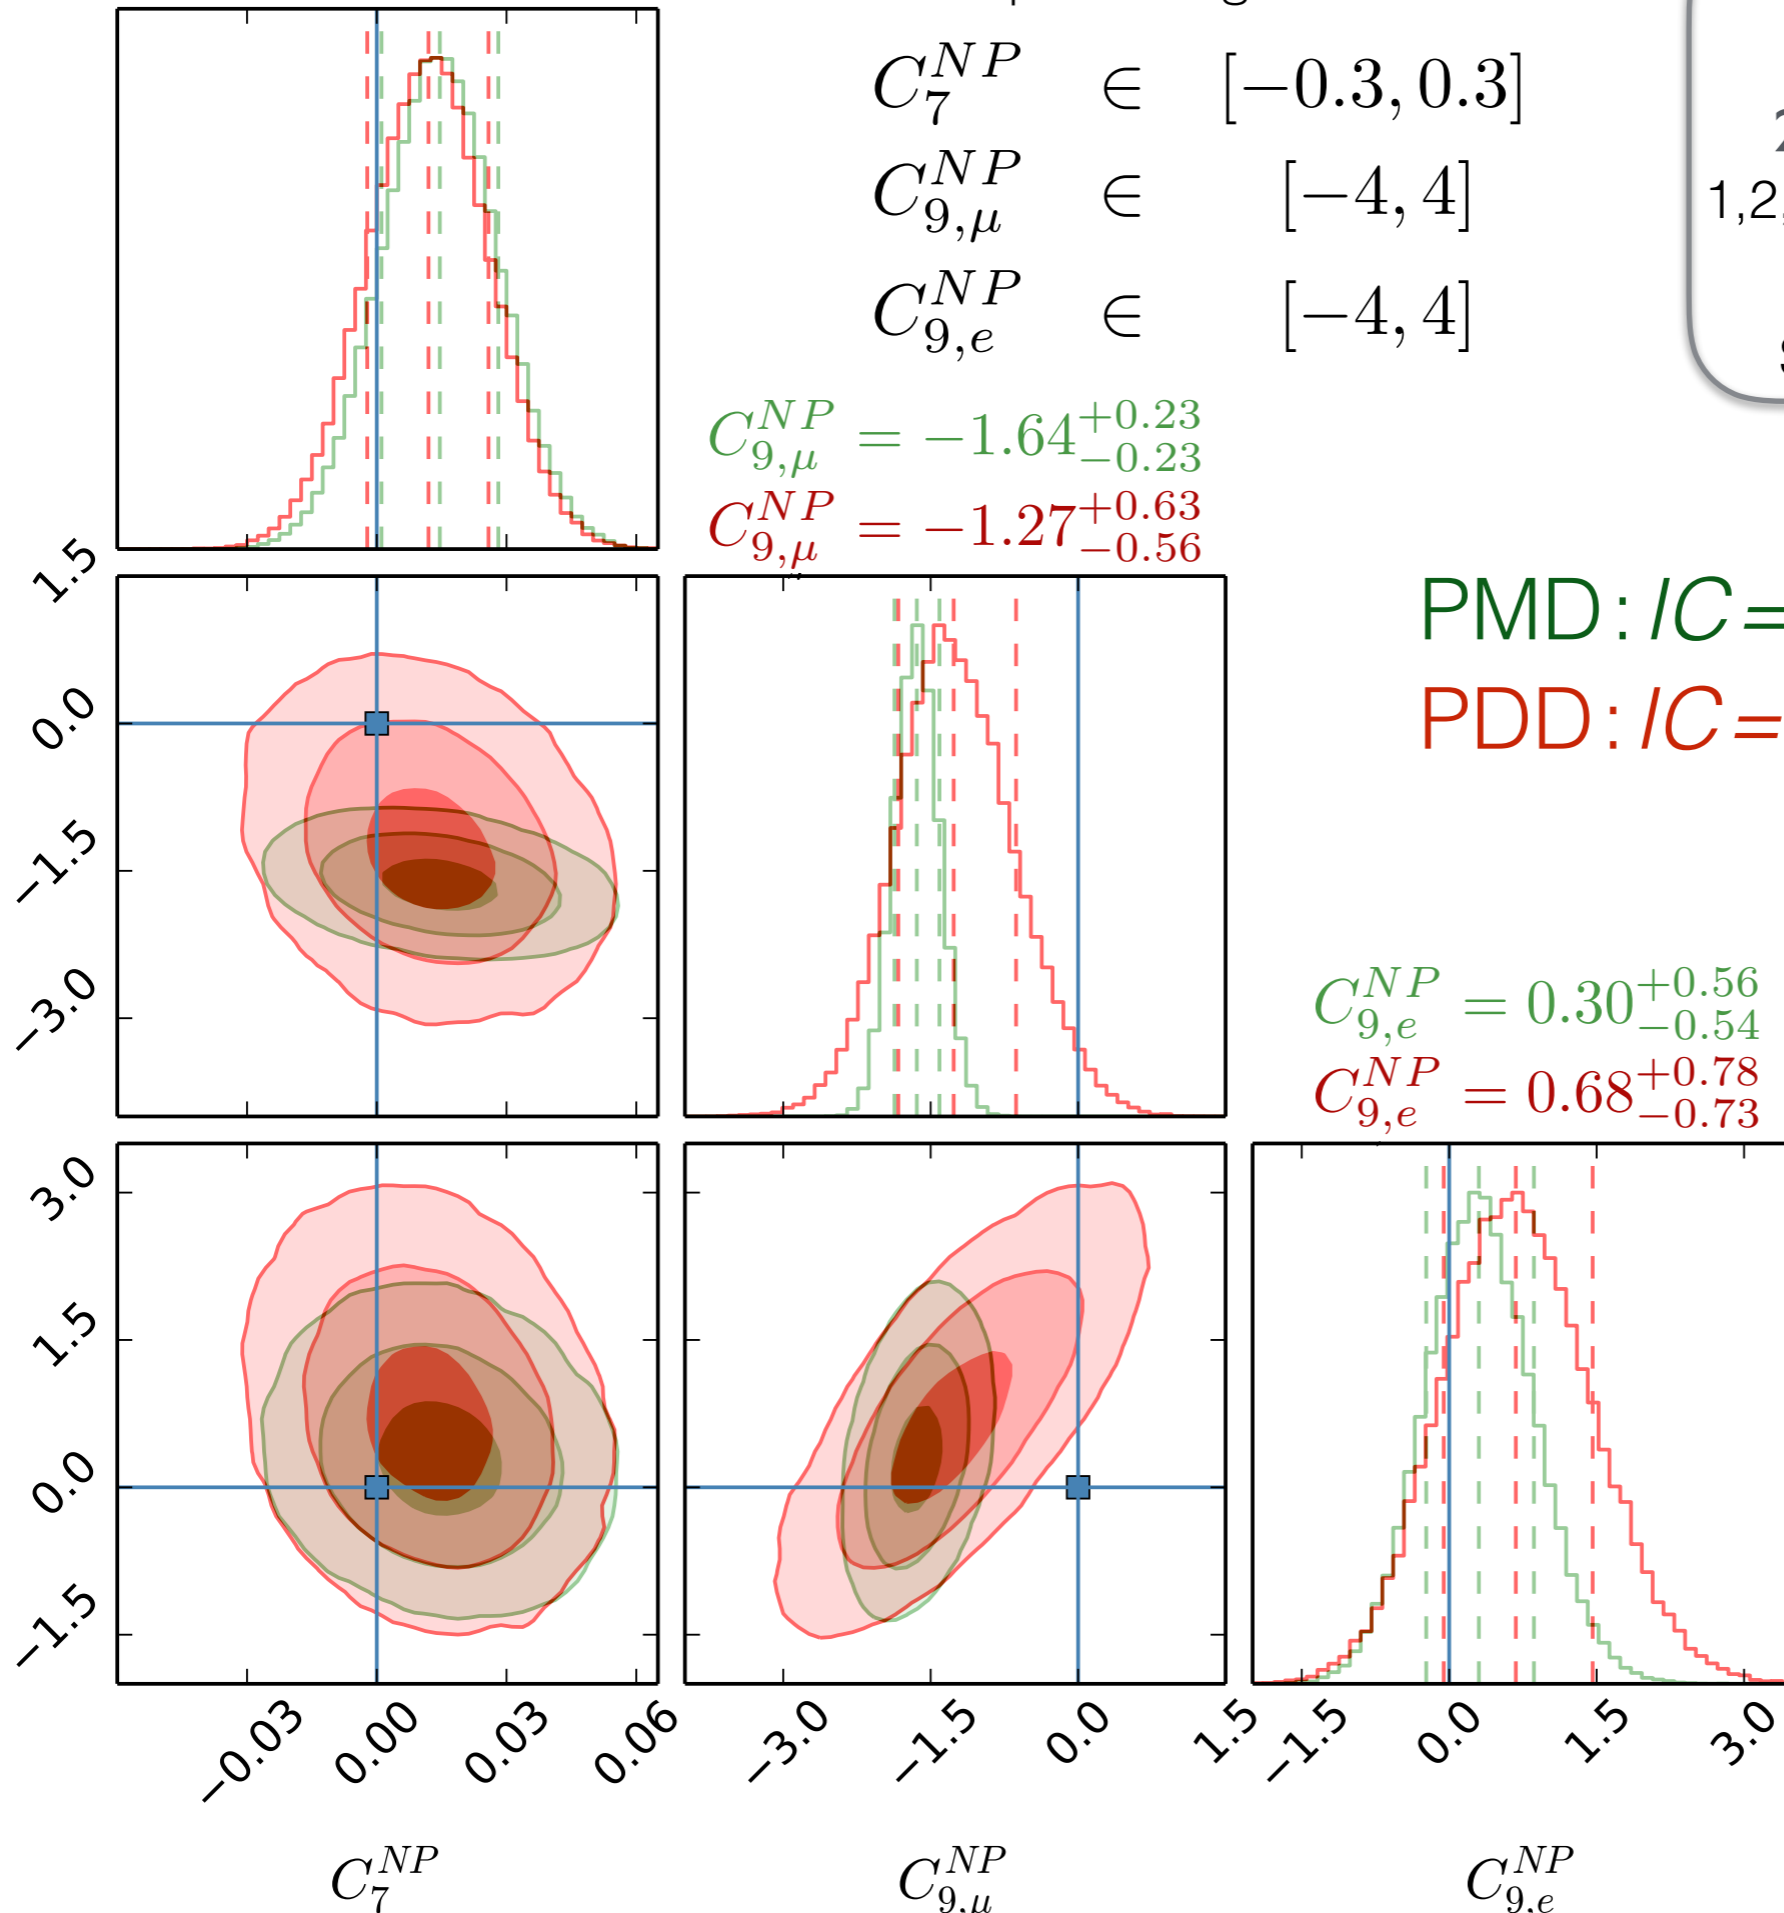 C_7^{NP} ∈ [−0.3, 0.3]
C_{9,μ}^{NP} ∈ [−4, 4]
C_{9,e}^{NP} ∈ [−4, 4]
1,2,
C_{9,μ}^{NP} = −1.64^{+0.23}_{−0.23}
C_{9,μ}^{NP} = −1.27^{+0.63}_{−0.56}
PMD: IC=
PDD: IC=
C_{9,e}^{NP} = 0.30^{+0.56}_{−0.54}
C_{9,e}^{NP} = 0.68^{+0.78}_{−0.73}
1.5
0.0
−1.5
−3.0
3.0
1.5
0.0
−1.5
−0.03 0.00 0.03 0.06
−3.0 −1.5 0.0 1.5
−1.5 0.0 1.5 3.0
C_7^{NP} C_{9,μ}^{NP} C_{9,e}^{NP}